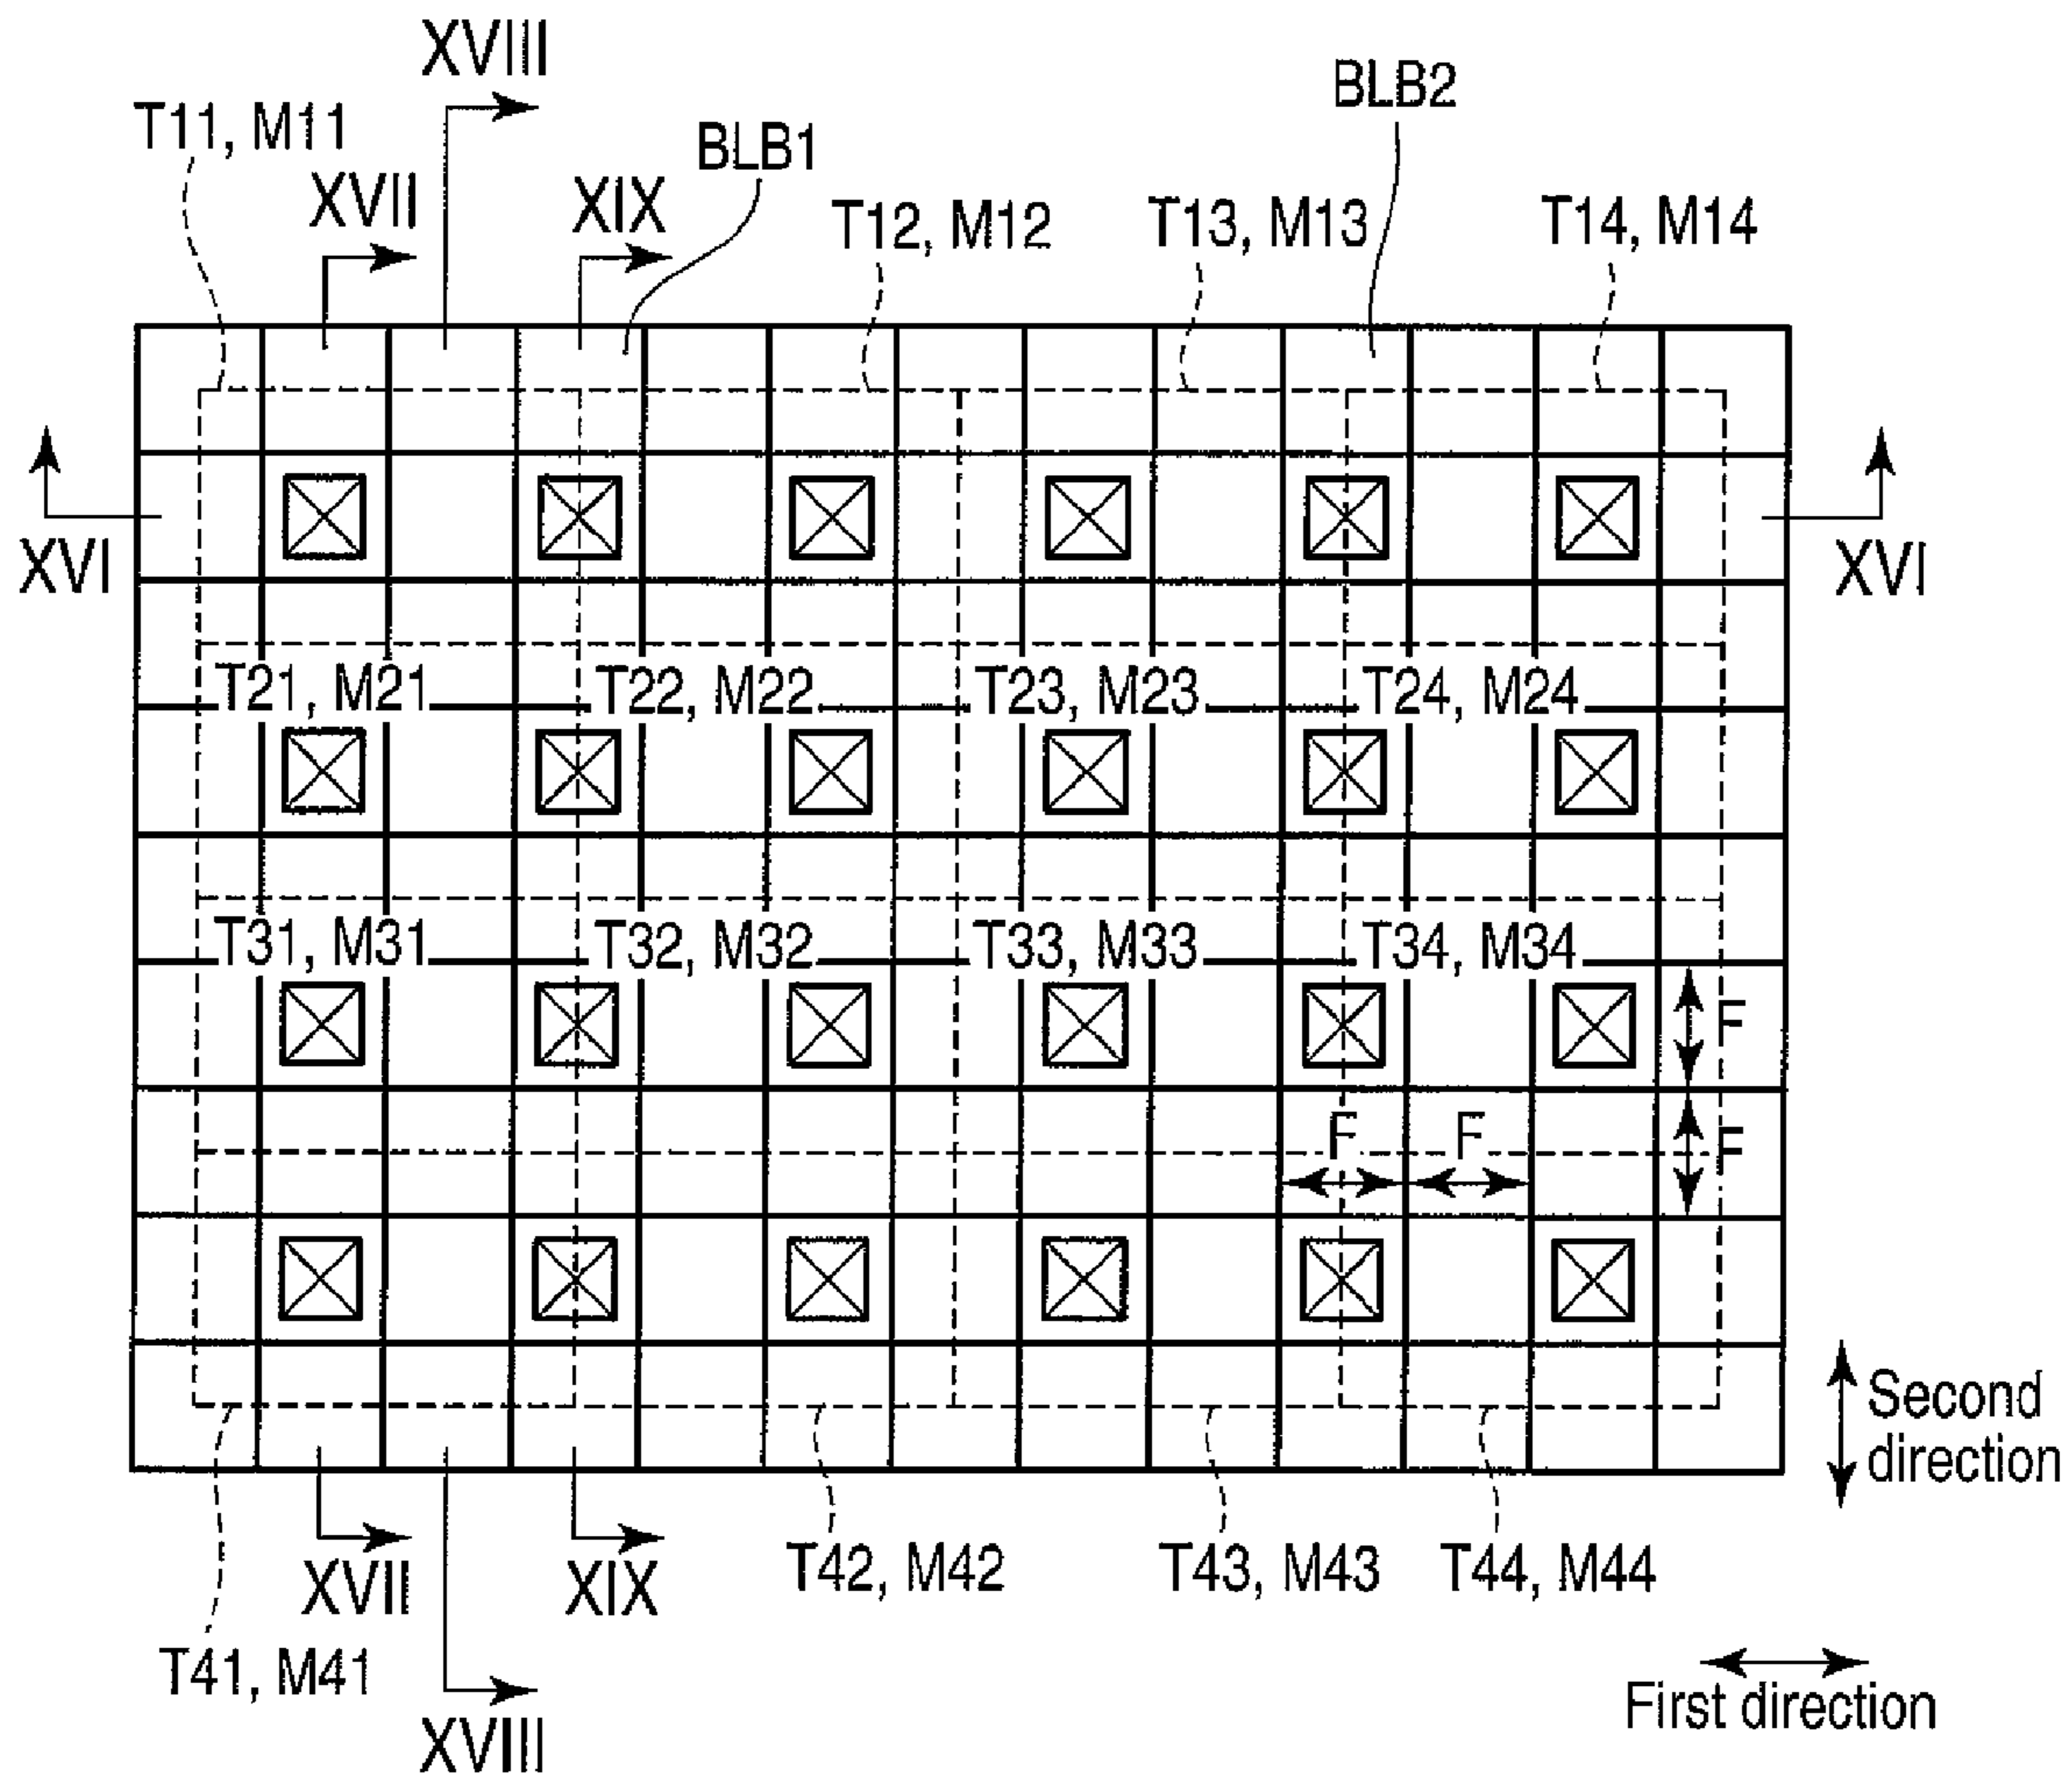 XVIII
BLB2
T11, M11
BLB1
XVII
XIX
T12, M12
T13, M13
T14, M14
XVI
XVI
T21, M21
T22, M22
T23, M23
T24, M24
T31, M31
T32, M32
T33, M33
T34, M34
F
F
F
F
Second
direction
XVII
XIX
T42, M42
T43, M43
T44, M44
T41, M41
XVIII
First direction